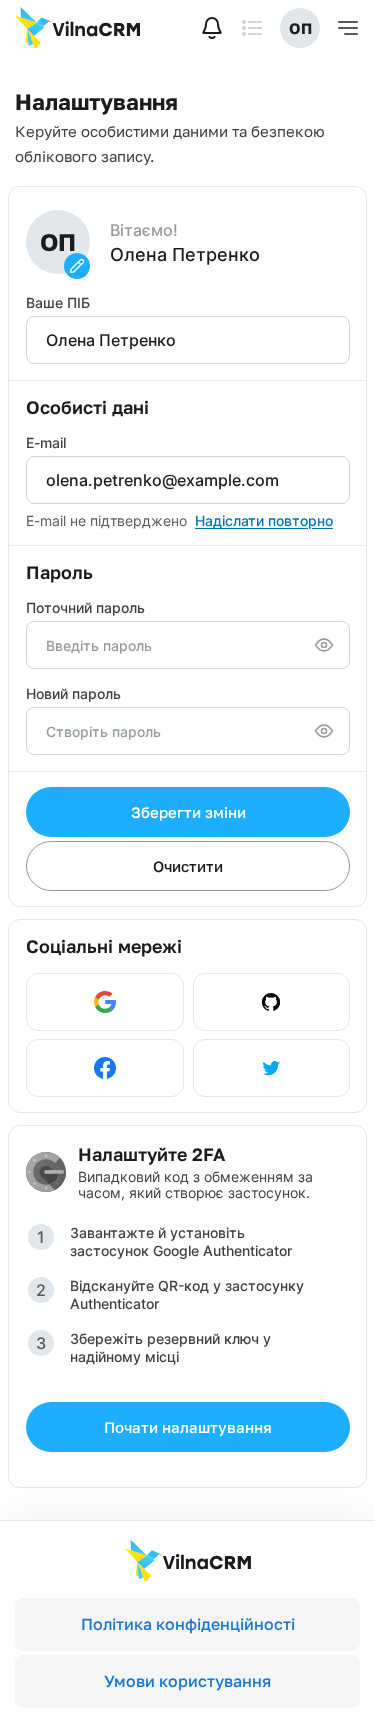 VilnaCRM
ОП
Налаштування
Керуйте особистими даними та безпекою
облікового запису.
ОП
Вітаємо!
Олена Петренко
Ваше ПІБ
Олена Петренко
Особисті дані
E-mail
olena.petrenko@example.com
E-mail не підтверджено Надіслати повторно
Пароль
Поточний пароль
Введіть пароль
Новий пароль
Створіть пароль
Зберегти зміни
Очистити
Соціальні мережі
Налаштуйте 2FA
Випадковий код з обмеженням за
часом, який створює застосунок.
1 Завантажте й установіть
застосунок Google Authenticator
2 Відскануйте QR-код у застосунку
Authenticator
3 Збережіть резервний ключ у
надійному місці
Почати налаштування
VilnaCRM
Політика конфіденційності
Умови користування